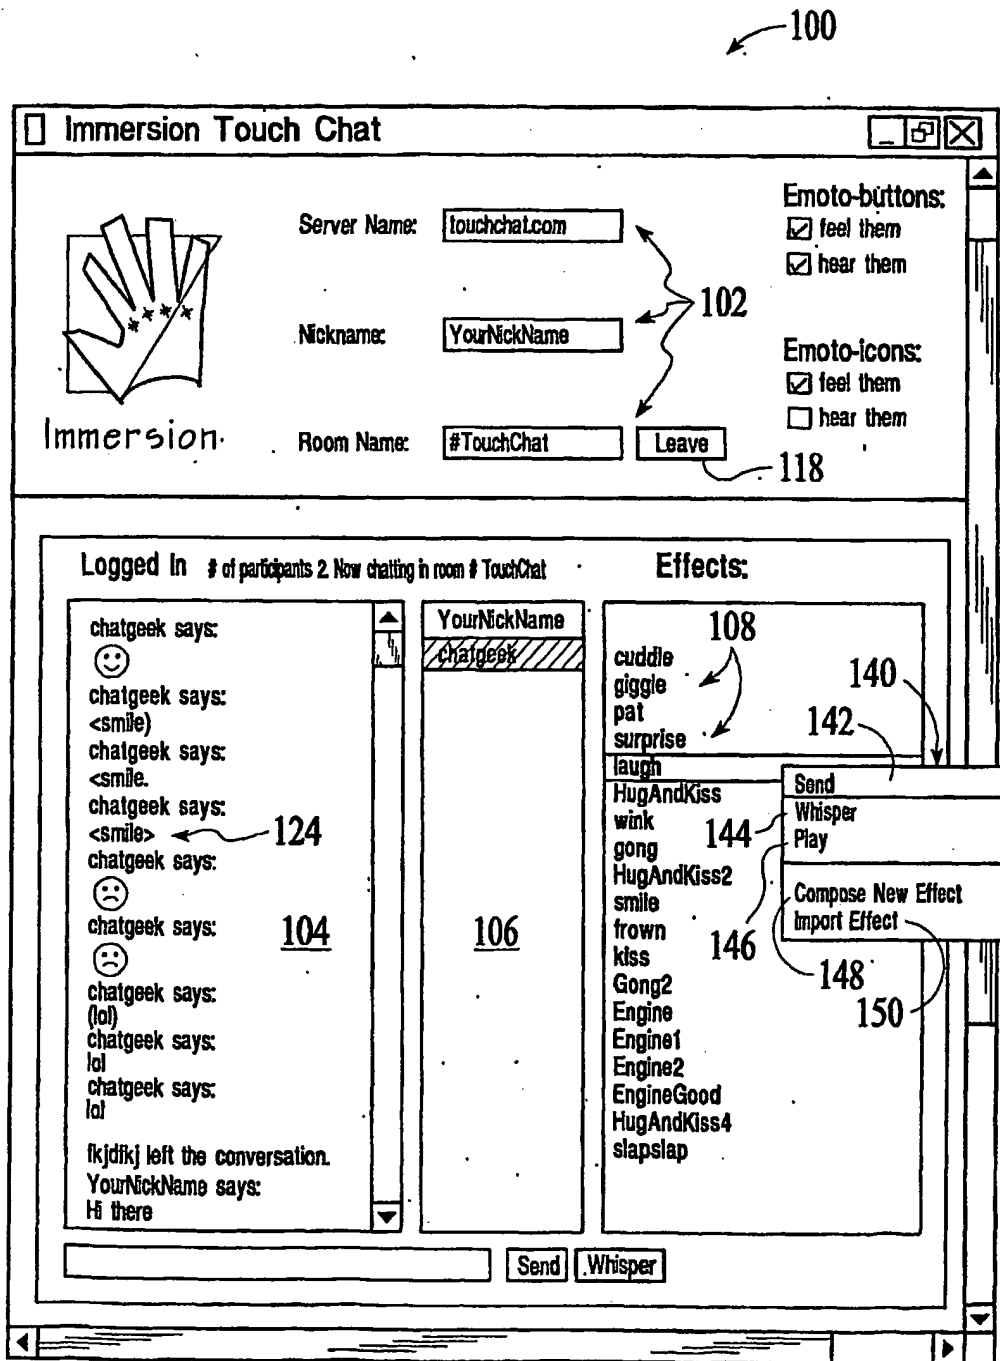 100
Immersion Touch Chat
Server Name: touchchat.com
Nickname: YourNickName
Room Name: #TouchChat Leave
Immersion
102
118
Emoto-buttons:
feel them
hear them
Emoto-icons:
feel them
hear them
Logged In # of participants 2. Now chatting in room # TouchChat
Effects:
chatgeek says:
chatgeek says:
<smile)
chatgeek says:
<smile.
chatgeek says:
<smile>
124
chatgeek says:
chatgeek says:
chatgeek says:
(lol)
chatgeek says:
lol
chatgeek says:
lol
fkjdfkj left the conversation.
YourNickName says:
Hi there
104
YourNickName
chatgeek
106
108
cuddle
giggle
pat
surprise
laugh
HugAndKiss
wink
gong
HugAndKiss2
smile
frown
kiss
Gong2
Engine
Engine1
Engine2
EngineGood
HugAndKiss4
slapslap
140
142
Send
144
Whisper
146
Play
Compose New Effect
Import Effect
148
150
Send
Whisper